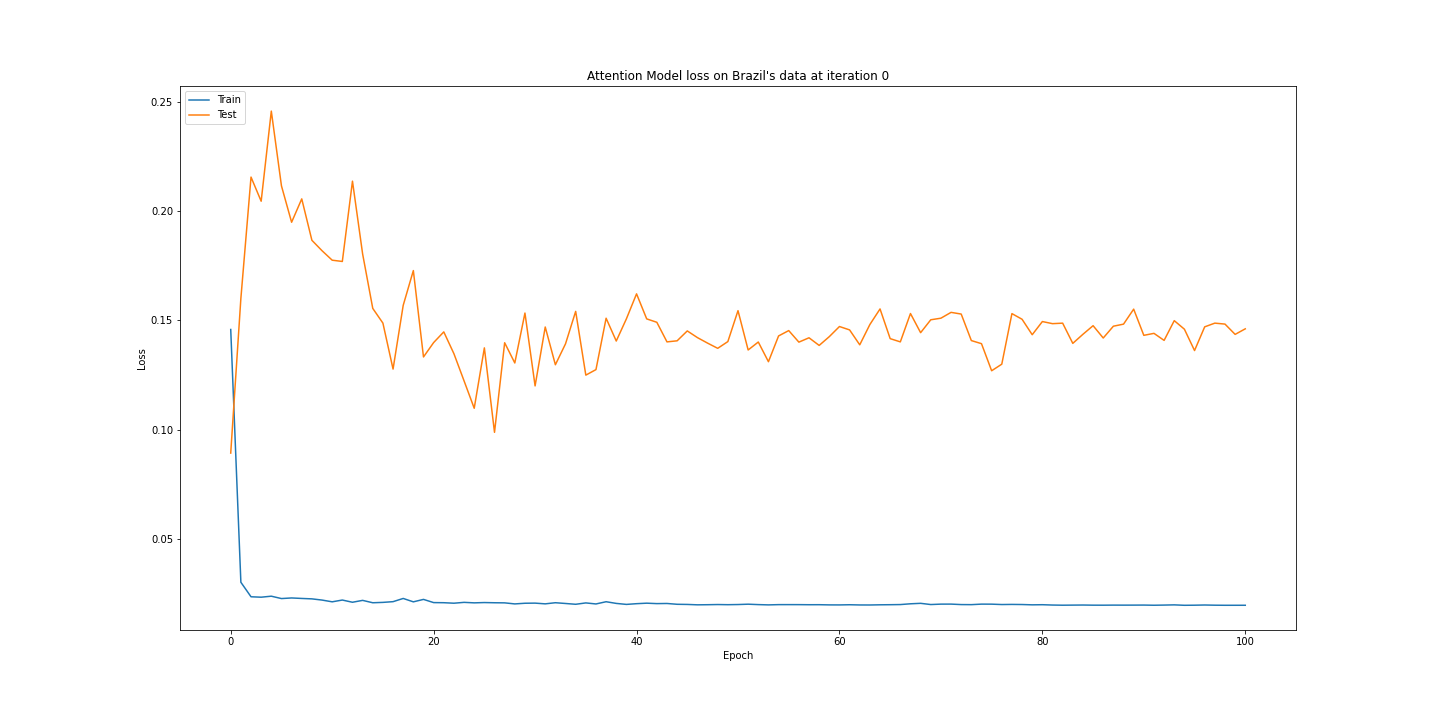 Attention Model loss on Brazil's data at iteration 0
Train
Test
0.25
0.20
0.15
0.10
0.05
Loss
0 20 40 60 80 100
Epoch